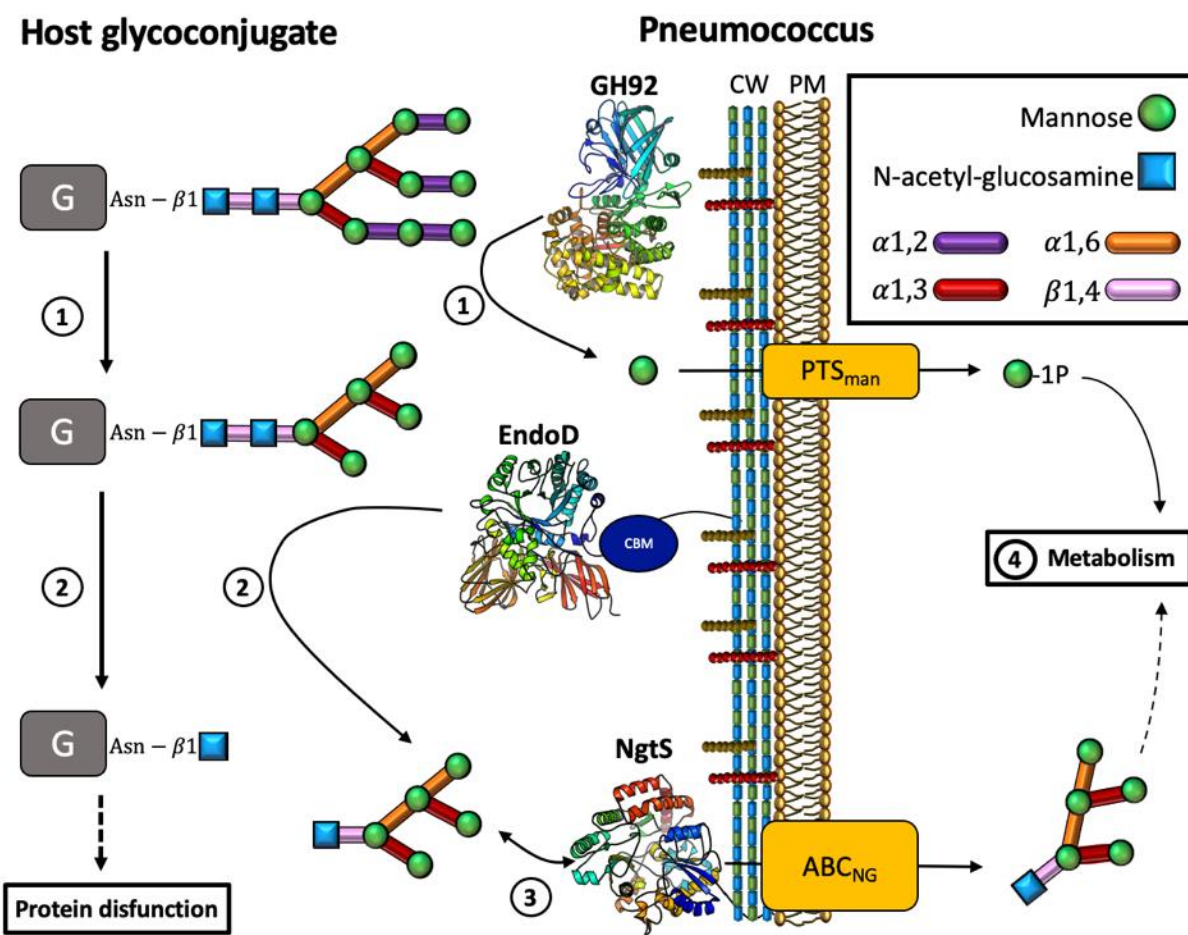 Host glycoconjugate
Pneumococcus
GH92
CW PM
Mannose
N-acetyl-glucosamine
α1,2
α1,6
α1,3
β1,4
G
Asn – β1
1
1
PTSman
-1P
G
Asn – β1
EndoD
CBM
2
2
4 Metabolism
G
Asn – β1
NgtS
3
ABCNG
Protein disfunction